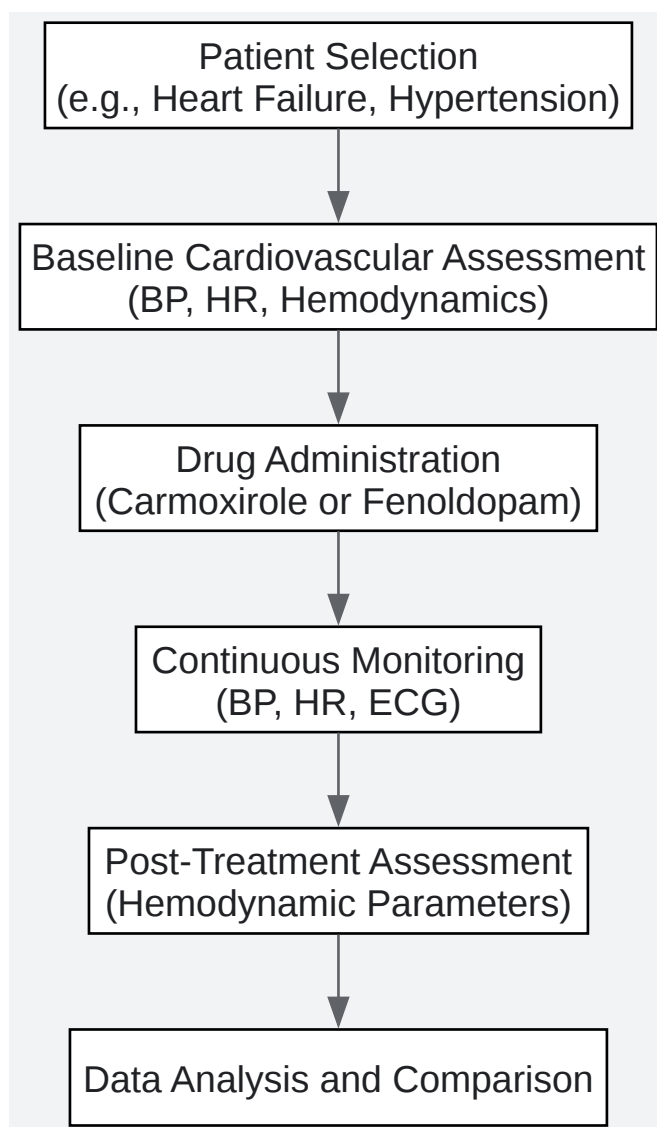 Patient Selection
(e.g., Heart Failure, Hypertension)
Baseline Cardiovascular Assessment
(BP, HR, Hemodynamics)
Drug Administration
(Carmoxirole or Fenoldopam)
Continuous Monitoring
(BP, HR, ECG)
Post-Treatment Assessment
(Hemodynamic Parameters)
Data Analysis and Comparison